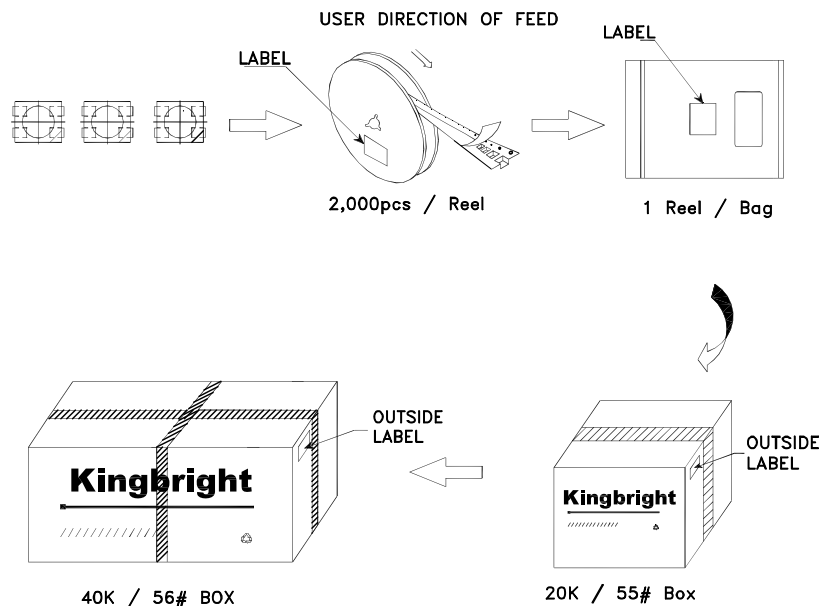 USER DIRECTION OF FEED
LABEL
LABEL
2,000pcs / Reel
1 Reel / Bag
OUTSIDE
LABEL
OUTSIDE
LABEL
Kingbright
Kingbright
40K / 56# BOX
20K / 55# Box